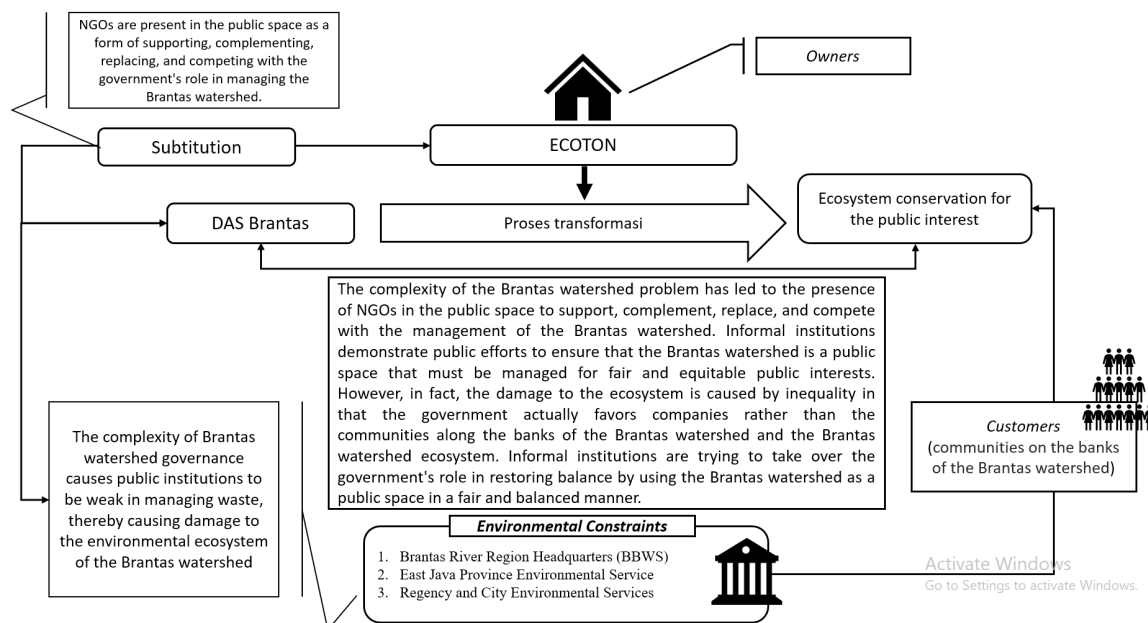 NGOs are present in the public space as a
form of supporting, complementing,
replacing, and competing with the
government's role in managing the
Brantas watershed.
Owners
Subtitution
ECOTON
DAS Brantas
Proses transformasi
Ecosystem conservation for
the public interest
The complexity of the Brantas watershed problem has led to the presence
of NGOs in the public space to support, complement, replace, and compete
with the management of the Brantas watershed. Informal institutions
demonstrate public efforts to ensure that the Brantas watershed is a public
space that must be managed for fair and equitable public interests.
However, in fact, the damage to the ecosystem is caused by inequality in
that the government actually favors companies rather than the
communities along the banks of the Brantas watershed and the Brantas
watershed ecosystem. Informal institutions are trying to take over the
government's role in restoring balance by using the Brantas watershed as a
public space in a fair and balanced manner.
The complexity of Brantas
watershed governance
causes public institutions to
be weak in managing waste,
thereby causing damage to
the environmental ecosystem
of the Brantas watershed
Customers
(communities on the banks
of the Brantas watershed)
Environmental Constraints
1. Brantas River Region Headquarters (BBWS)
2. East Java Province Environmental Service
3. Regency and City Environmental Services
Activate Windows
Go to Settings to activate Windows.